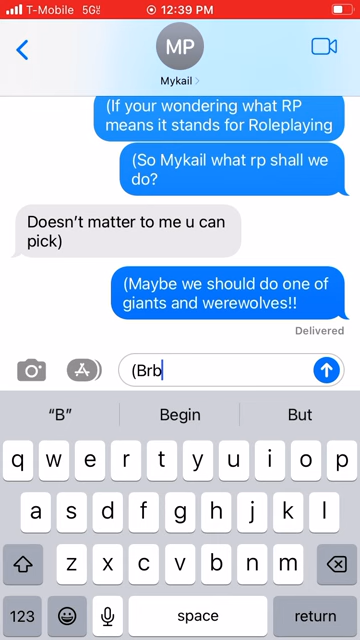 T-Mobile 5G 12:39 PM
MP
Mykail
(If your wondering what RP
means it stands for Roleplaying
(So Mykail what rp shall we
do?
Doesn't matter to me u can
pick)
(Maybe we should do one of
giants and werewolves!!
Delivered
(Brb
“B” Begin But
q w e r t y u i o p
a s d f g h j k l
z x c v b n m
123 space return